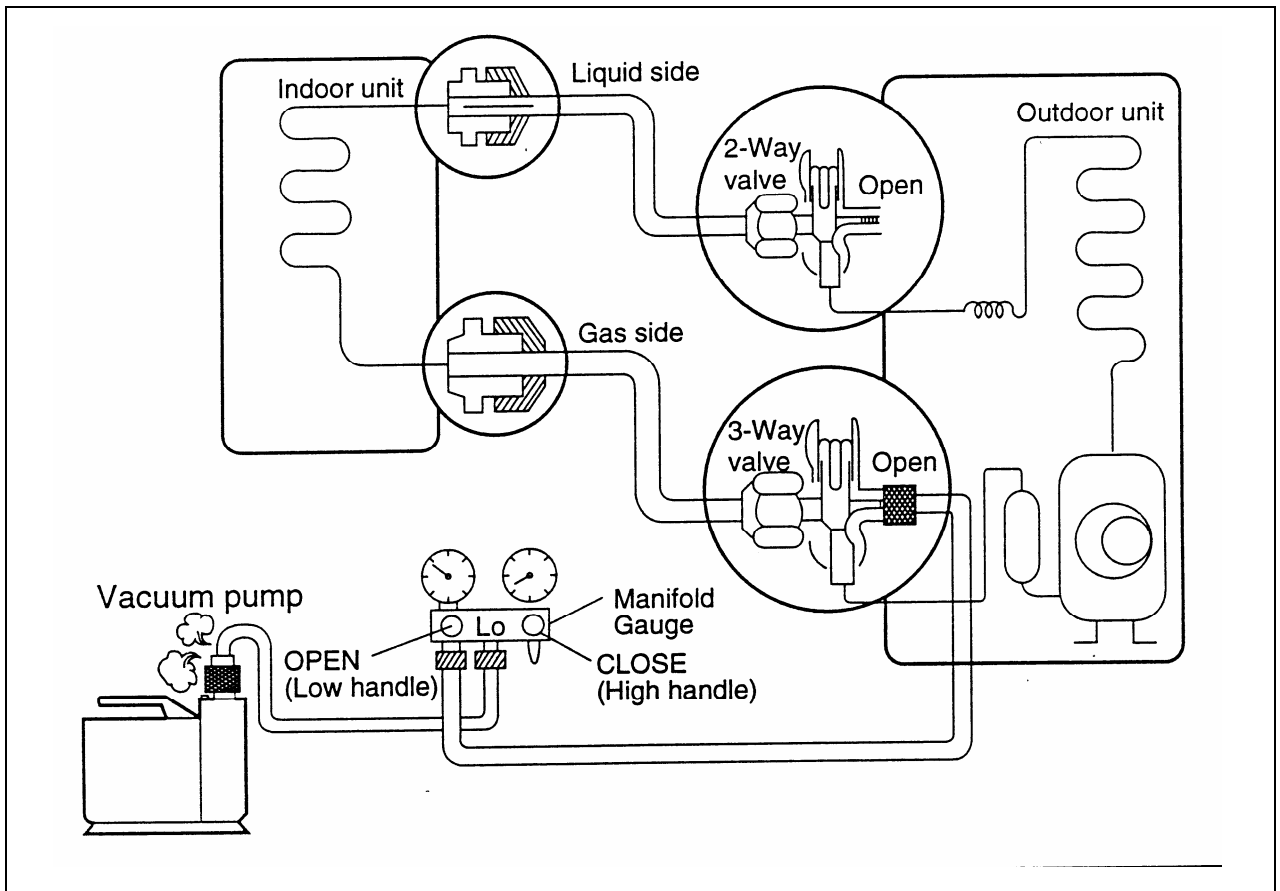 Indoor unit
Liquid side
2-Way
valve
Open
Outdoor unit
Gas side
3-Way
valve
Open
Vacuum pump
Lo
OPEN
(Low handle)
Manifold
Gauge
CLOSE
(High handle)